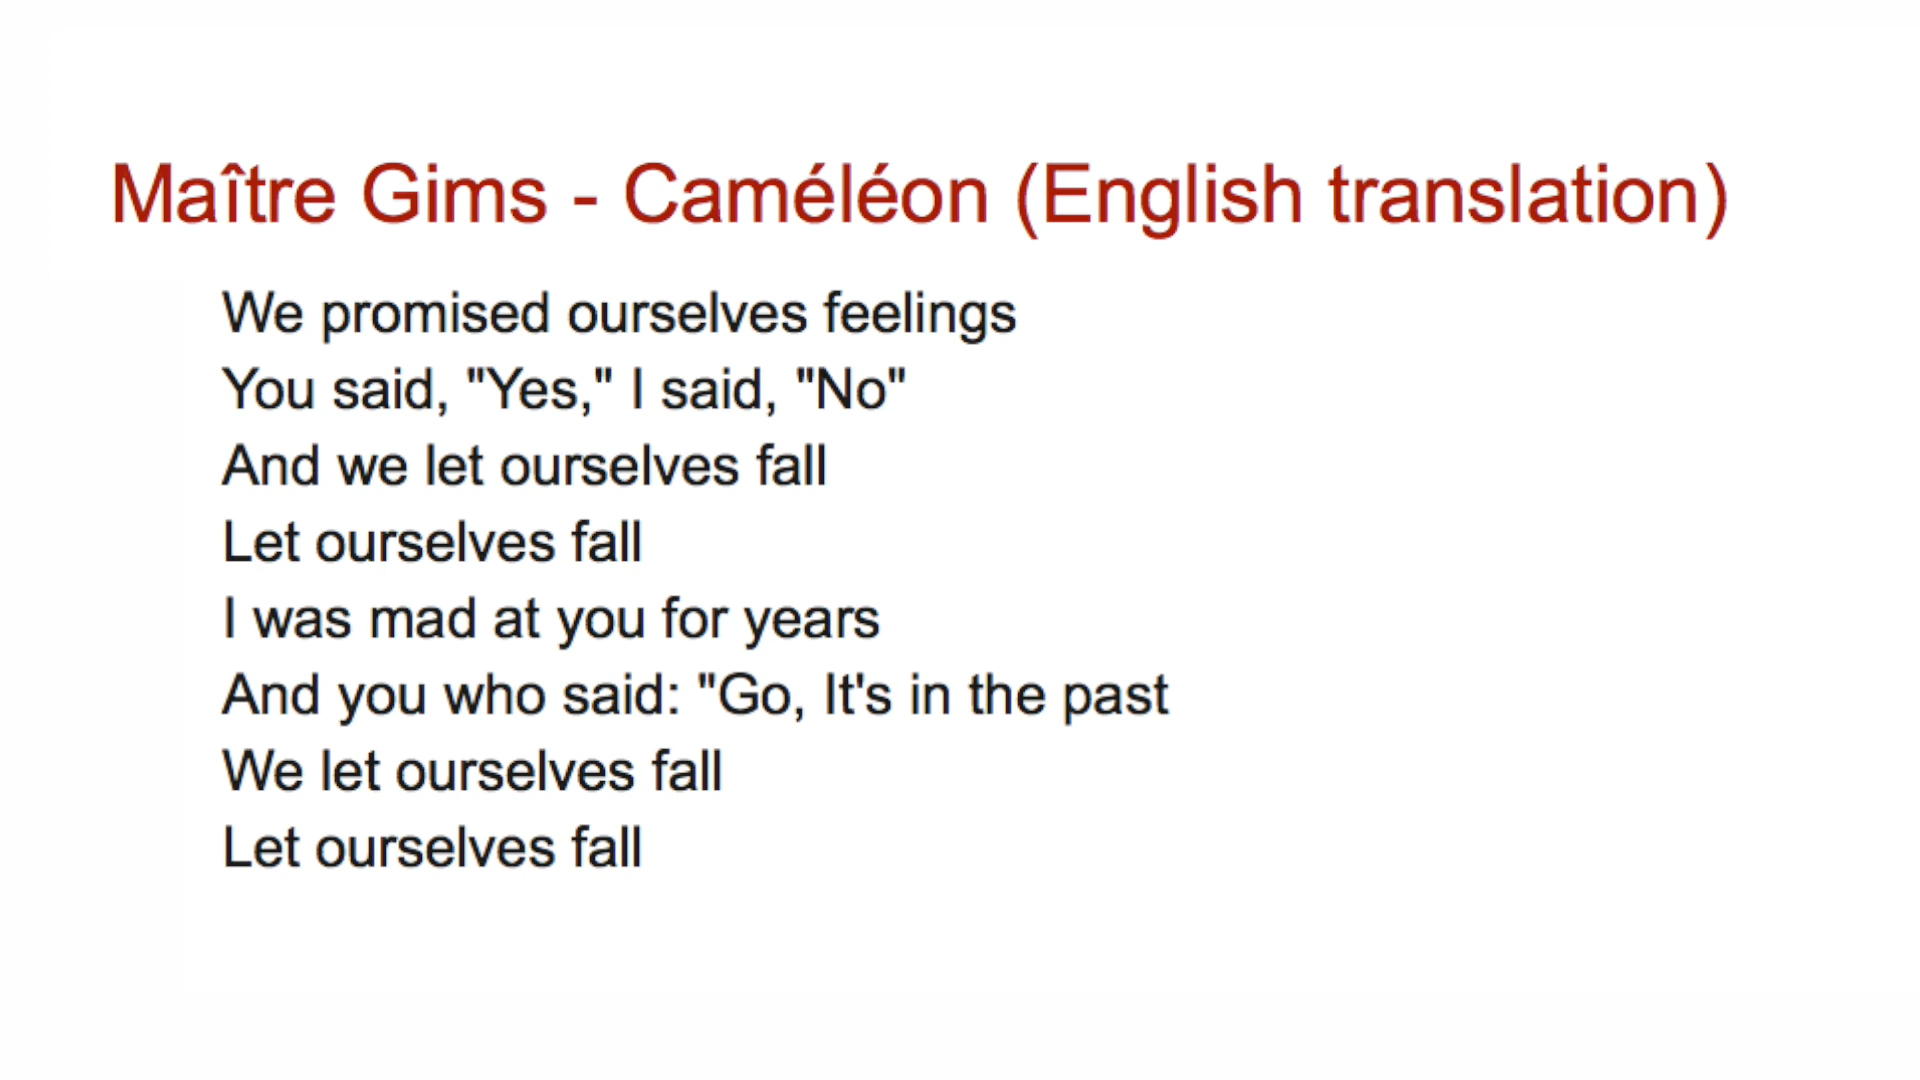 Maître Gims - Caméléon (English translation)
We promised ourselves feelings
You said, "Yes," I said, "No"
And we let ourselves fall
Let ourselves fall
I was mad at you for years
And you who said: "Go, It's in the past
We let ourselves fall
Let ourselves fall